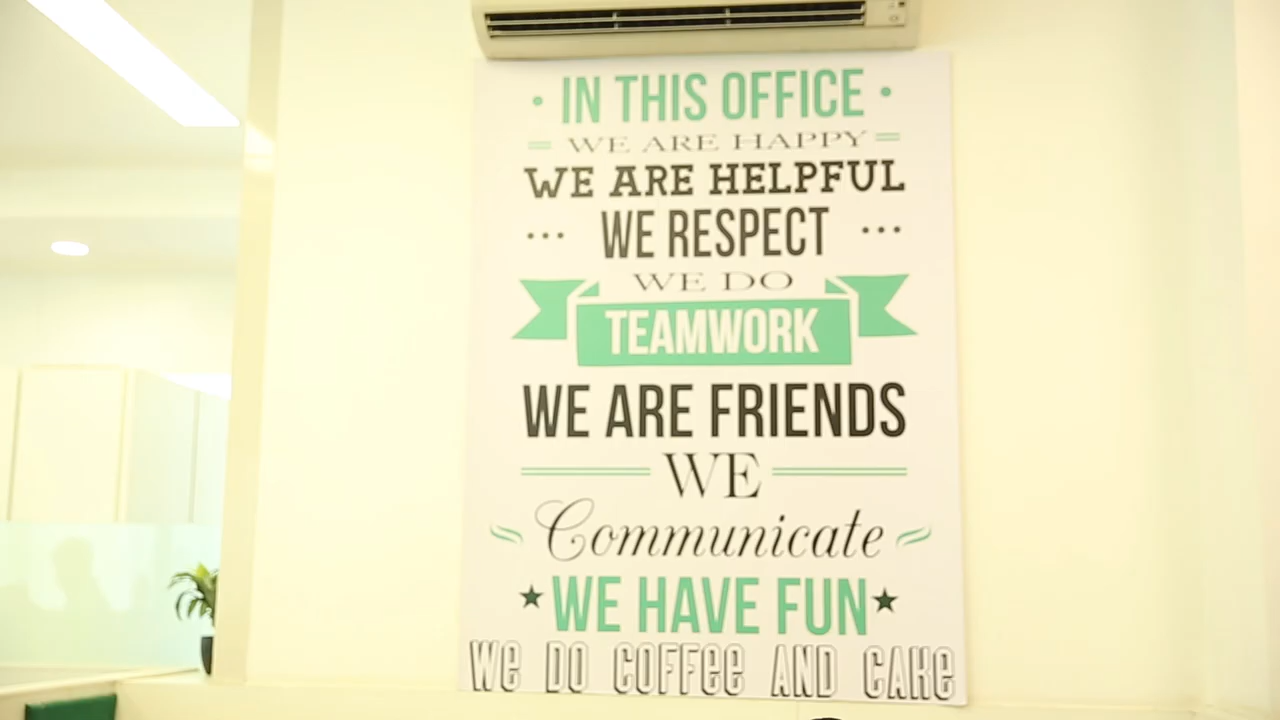 IN THIS OFFICE
WE ARE HAPPY
WE ARE HELPFUL
WE RESPECT
WE DO
TEAMWORK
WE ARE FRIENDS
WE
Communicate
WE HAVE FUN
We DO COFFee AND CAKe